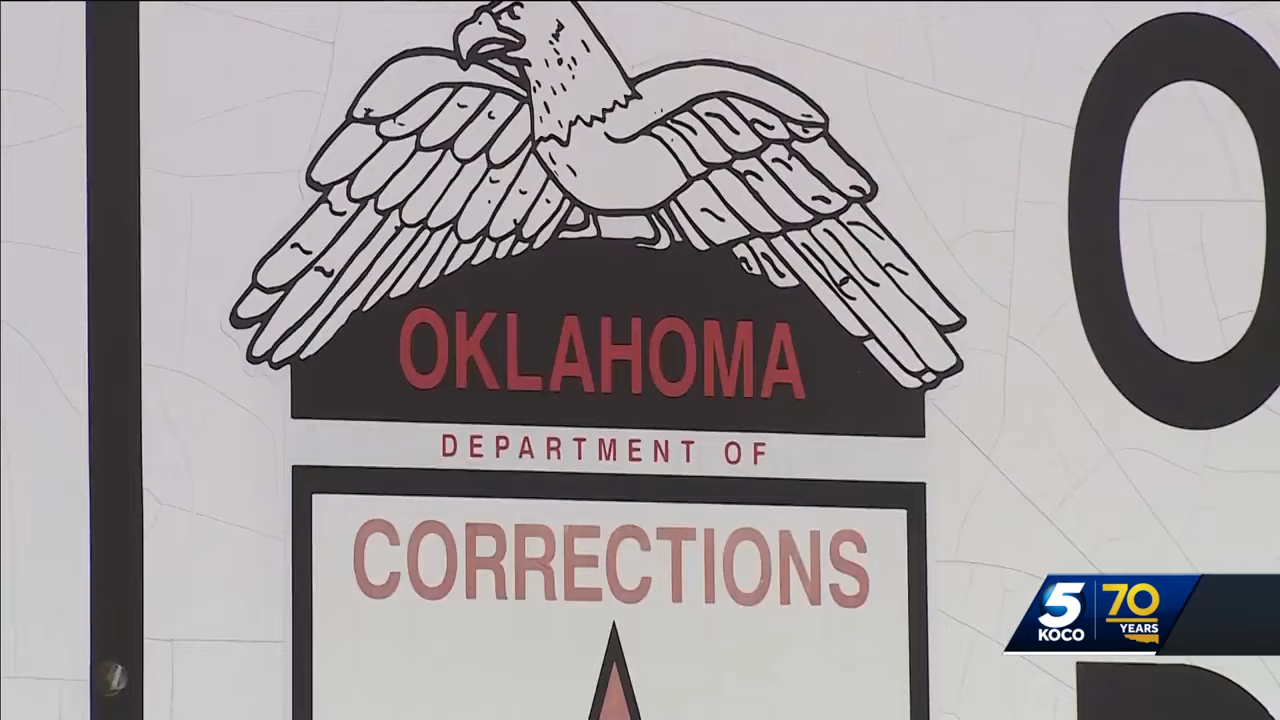 OKLAHOMA
DEPARTMENT OF
CORRECTIONS
O
5 70
KOCO YEARS